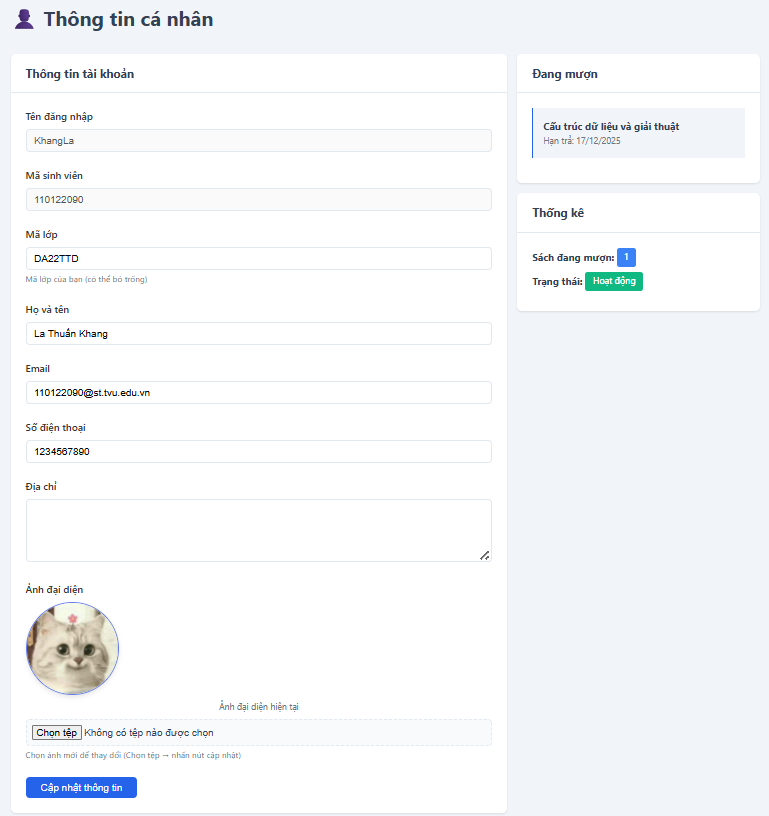 Thông tin cá nhân
Thông tin tài khoản
Tên đăng nhập
KhangLa
Mã sinh viên
110122090
Mã lớp
DA22TTD
Mã lớp của bạn (có thể bỏ trống)
Họ và tên
La Thuấn Khang
Email
110122090@st.tvu.edu.vn
Số điện thoại
1234567890
Địa chỉ
Ảnh đại diện
Ảnh đại diện hiện tại
Chọn tệp Không có tệp nào được chọn
Chọn ảnh mới để thay đổi (Chọn tệp → nhấn nút cập nhật)
Cập nhật thông tin
Đang mượn
Cấu trúc dữ liệu và giải thuật
Hạn trả: 17/12/2025
Thống kê
Sách đang mượn: 1
Trạng thái: Hoạt động